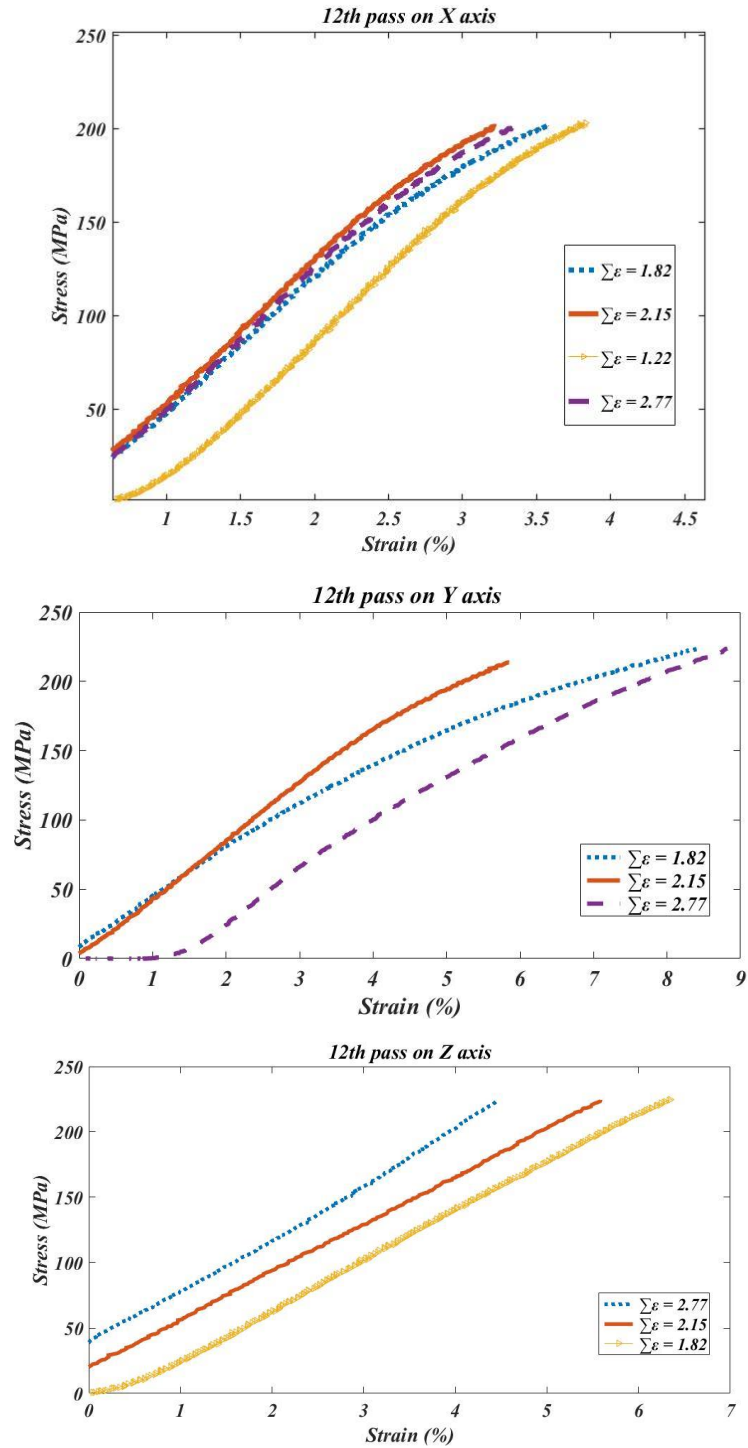 12th pass on X axis
250
200
150
100
50
Stress (MPa)
∑ε = 1.82
∑ε = 2.15
∑ε = 1.22
∑ε = 2.77
1 1.5 2 2.5 3 3.5 4 4.5
Strain (%)
12th pass on Y axis
250
200
150
100
50
0
Stress (MPa)
∑ε = 1.82
∑ε = 2.15
∑ε = 2.77
0 1 2 3 4 5 6 7 8 9
Strain (%)
12th pass on Z axis
250
200
150
100
50
0
Stress (MPa)
∑ε = 2.77
∑ε = 2.15
∑ε = 1.82
0 1 2 3 4 5 6 7
Strain (%)